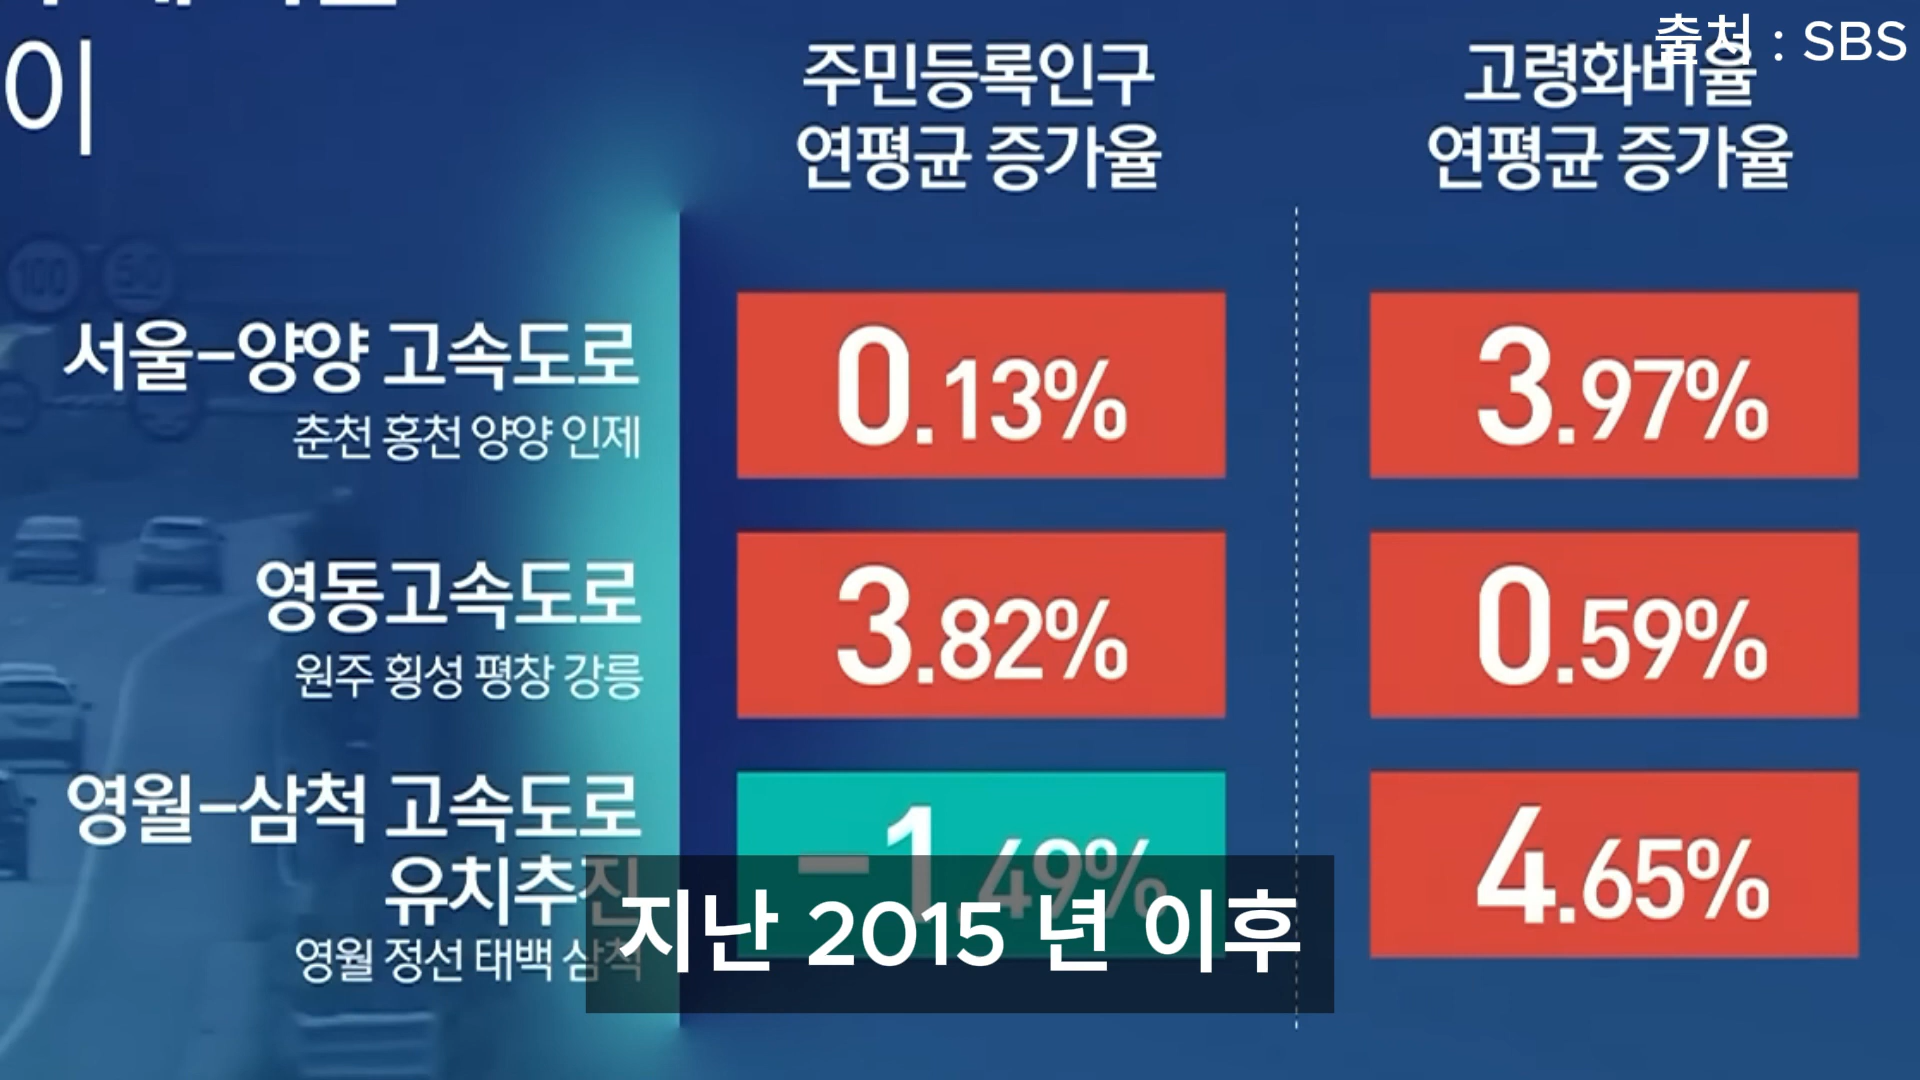 이
출처 : SBS
주민등록인구
연평균 증가율
고령화비율
연평균 증가율
서울-양양 고속도로
춘천 홍천 양양 인제
0.13%
3.97%
영동고속도로
원주 횡성 평창 강릉
3.82%
0.59%
영월-삼척 고속도로
유치추진
영월 정선 태백 삼척
-1.49%
4.65%
지난 2015 년 이후